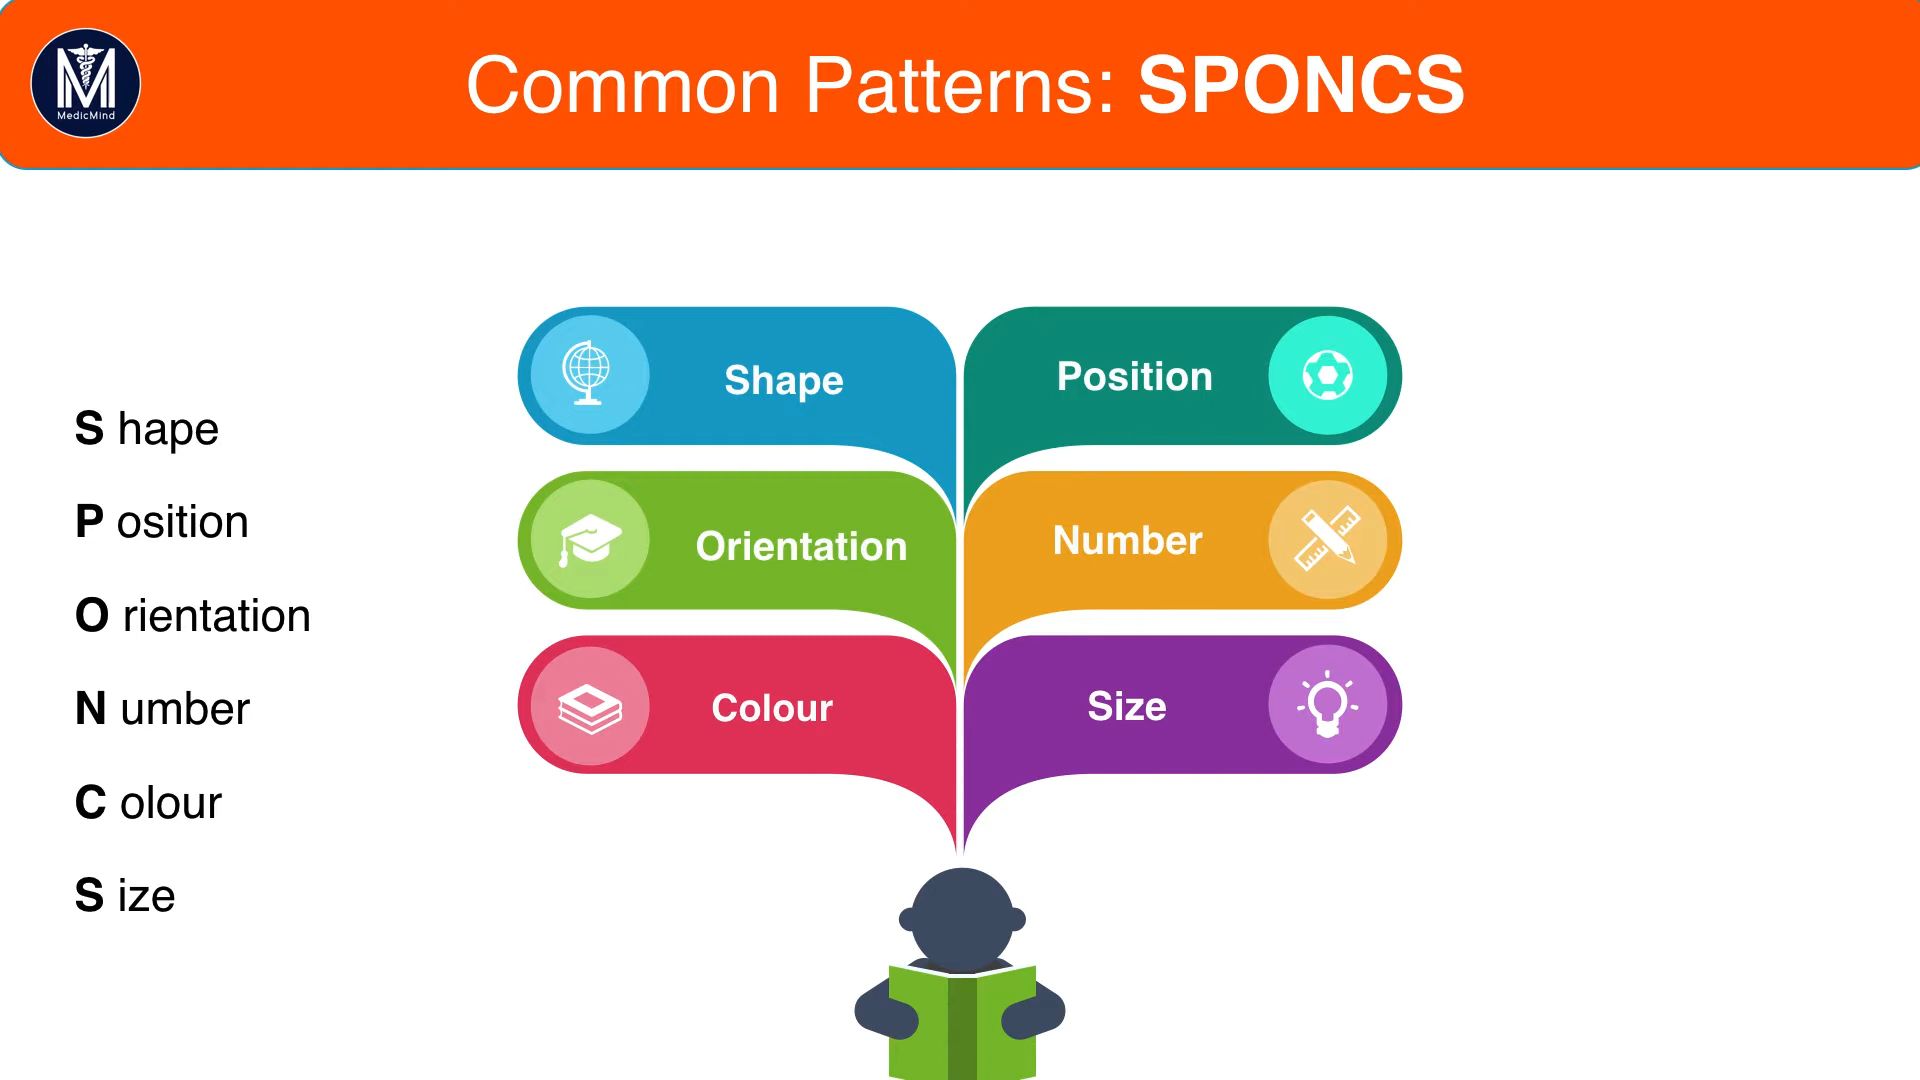 MedicMind
Common Patterns: SPONCS
S hape
P osition
O rientation
N umber
C olour
S ize
Shape
Position
Orientation
Number
Colour
Size